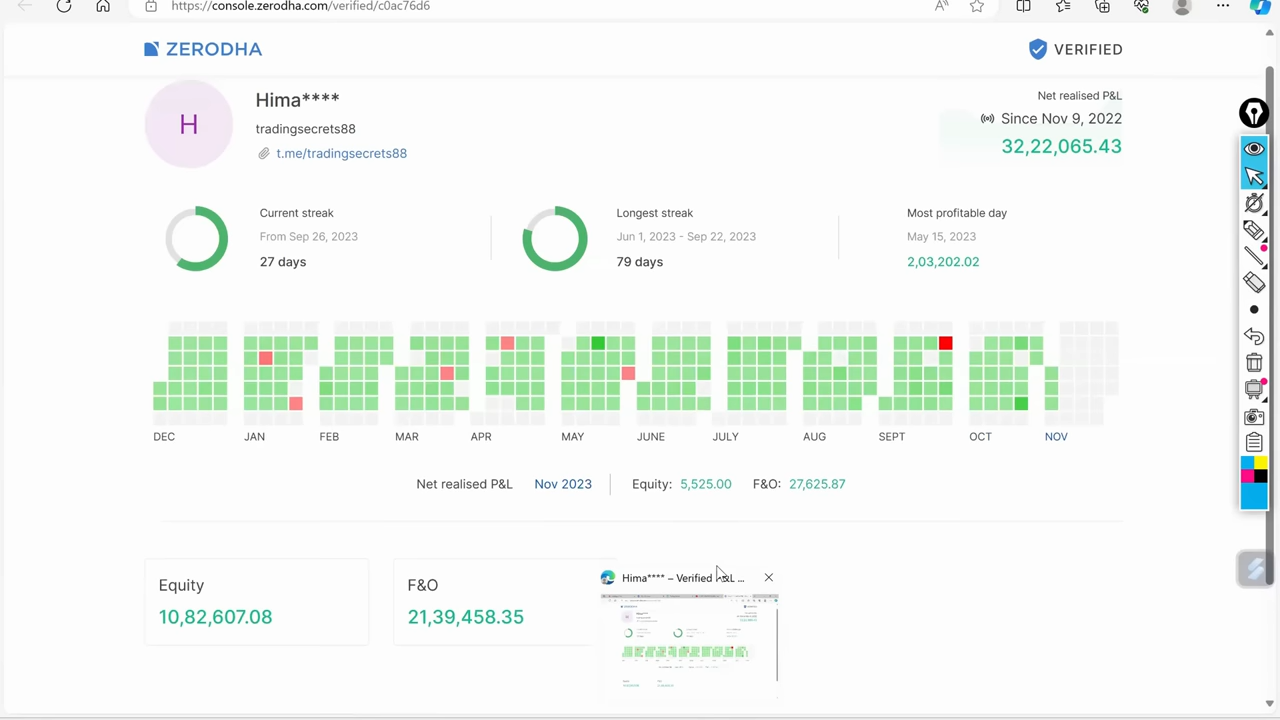 https://console.zerodha.com/verified/c0ac76d6
ZERODHA
VERIFIED
H
Hima****
tradingsecrets88
t.me/tradingsecrets88
Net realised P&L
Since Nov 9, 2022
32,22,065.43
Current streak
From Sep 26, 2023
27 days
Longest streak
Jun 1, 2023 - Sep 22, 2023
79 days
Most profitable day
May 15, 2023
2,03,202.02
DEC JAN FEB MAR APR MAY JUNE JULY AUG SEPT OCT NOV
Net realised P&L Nov 2023 Equity: 5,525.00 F&O: 27,625.87
Equity
10,82,607.08
F&O
21,39,458.35
Hima**** – Verified P&L ...